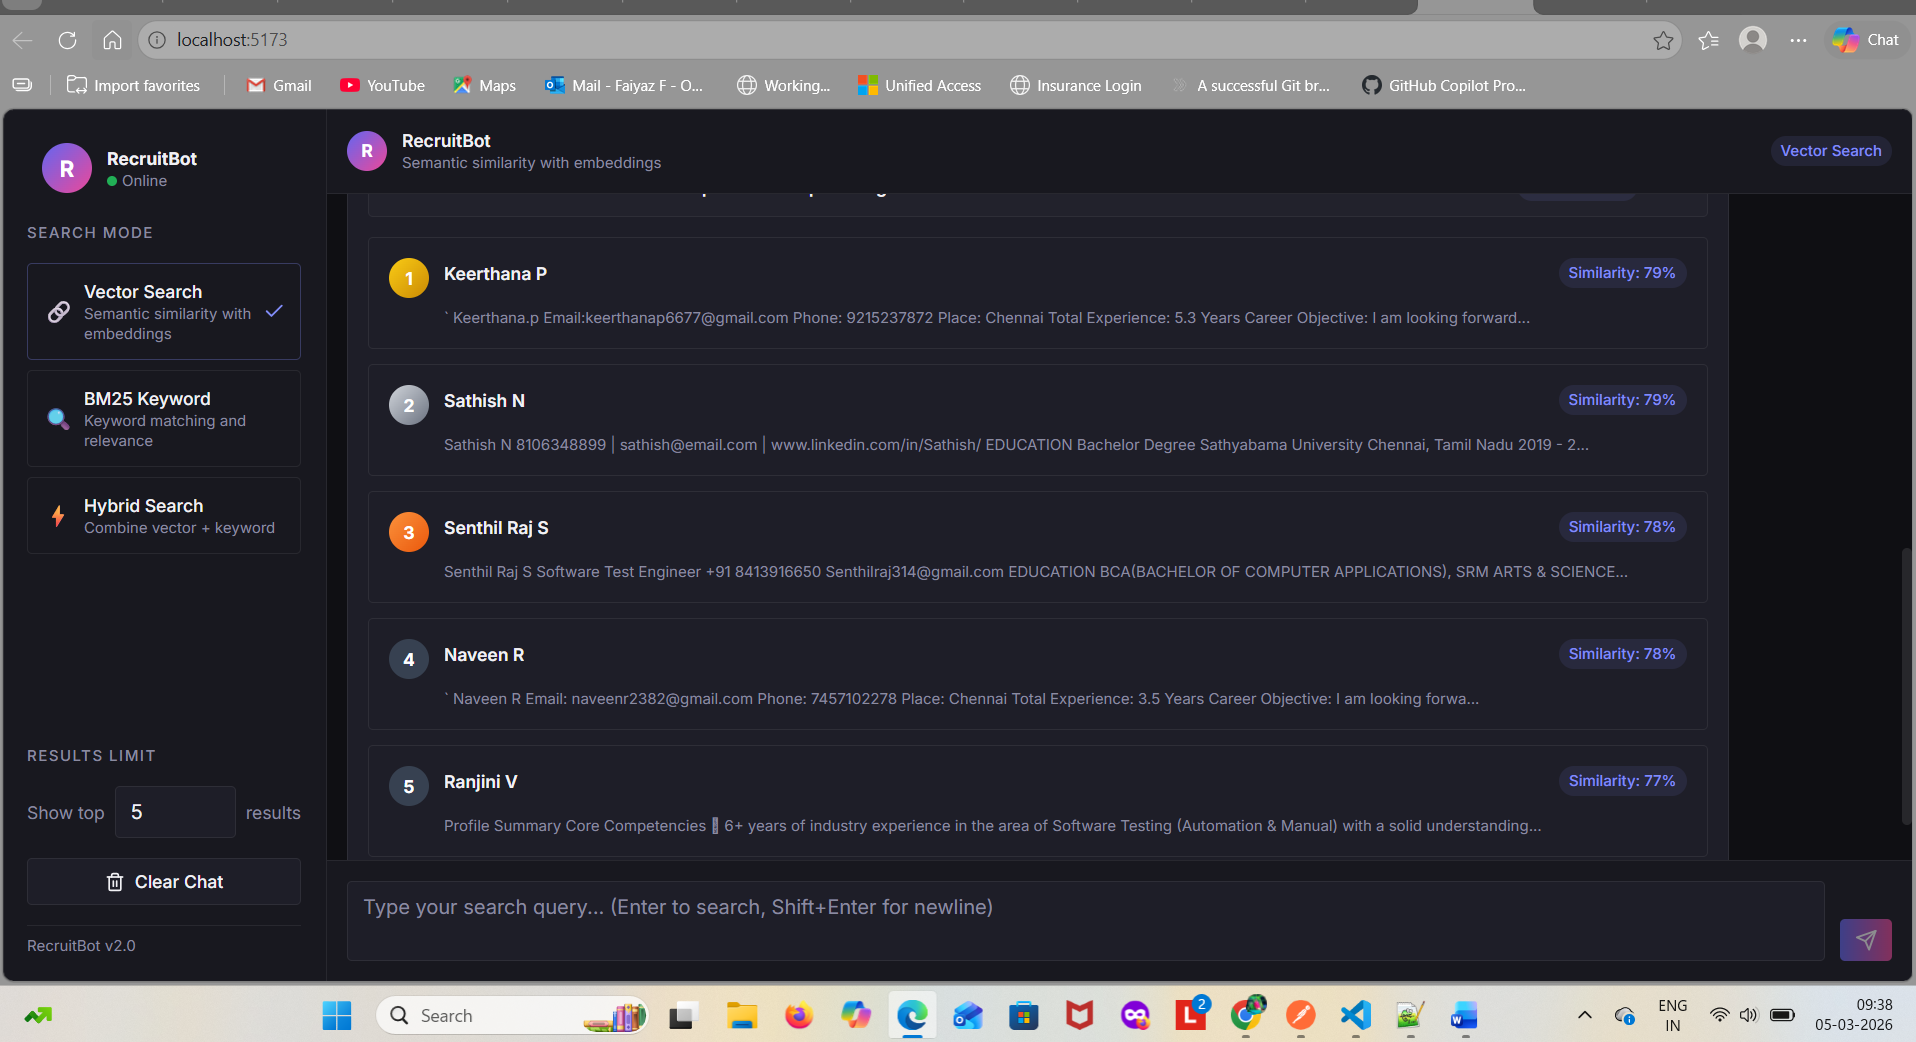 localhost:5173
Chat
Import favorites
Gmail
YouTube
Maps
Mail - Faiyaz F - O...
Working...
Unified Access
Insurance Login
A successful Git br...
GitHub Copilot Pro...
R
RecruitBot
Online
SEARCH MODE
Vector Search
Semantic similarity with
embeddings
BM25 Keyword
Keyword matching and
relevance
Hybrid Search
Combine vector + keyword
RESULTS LIMIT
Show top 5 results
Clear Chat
RecruitBot v2.0
R
RecruitBot
Semantic similarity with embeddings
Vector Search
1
Keerthana P
Similarity: 79%
` Keerthana.p Email:keerthanap6677@gmail.com Phone: 9215237872 Place: Chennai Total Experience: 5.3 Years Career Objective: I am looking forward...
2
Sathish N
Similarity: 79%
Sathish N 8106348899 | sathish@email.com | www.linkedin.com/in/Sathish/ EDUCATION Bachelor Degree Sathyabama University Chennai, Tamil Nadu 2019 - 2...
3
Senthil Raj S
Similarity: 78%
Senthil Raj S Software Test Engineer +91 8413916650 Senthilraj314@gmail.com EDUCATION BCA(BACHELOR OF COMPUTER APPLICATIONS), SRM ARTS & SCIENCE...
4
Naveen R
Similarity: 78%
` Naveen R Email: naveenr2382@gmail.com Phone: 7457102278 Place: Chennai Total Experience: 3.5 Years Career Objective: I am looking forwa...
5
Ranjini V
Similarity: 77%
Profile Summary Core Competencies 6+ years of industry experience in the area of Software Testing (Automation & Manual) with a solid understanding...
Type your search query... (Enter to search, Shift+Enter for newline)
Search
L
2
ENG
IN
09:38
05-03-2026